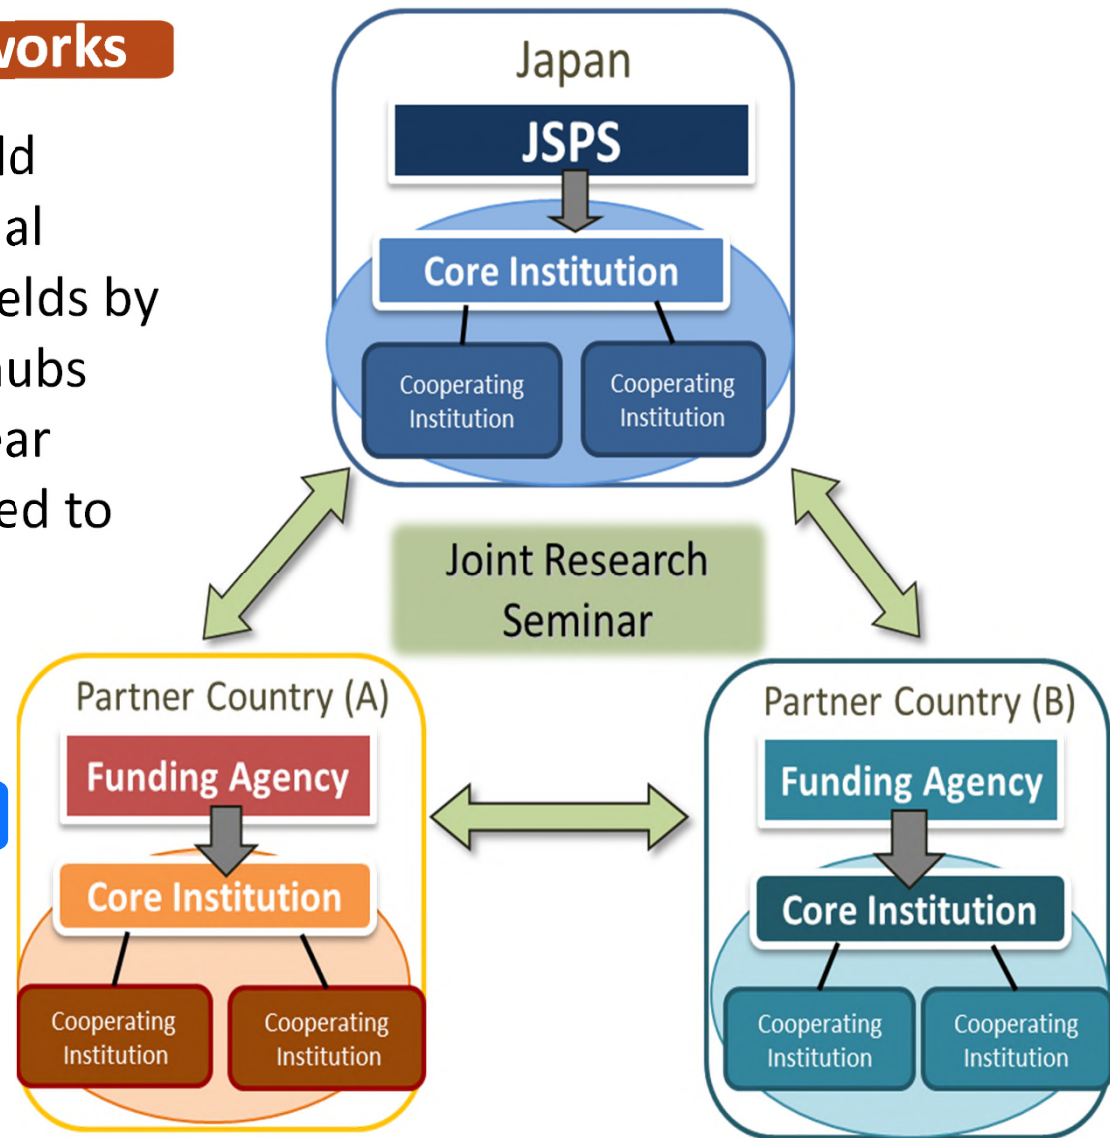 works
ld
al
elds by
hubs
ear
ed to
Japan
JSPS
Core Institution
Cooperating
Institution
Cooperating
Institution
Joint Research
Seminar
Partner Country (A)
Funding Agency
Core Institution
Cooperating
Institution
Cooperating
Institution
Partner Country (B)
Funding Agency
Core Institution
Cooperating
Institution
Cooperating
Institution